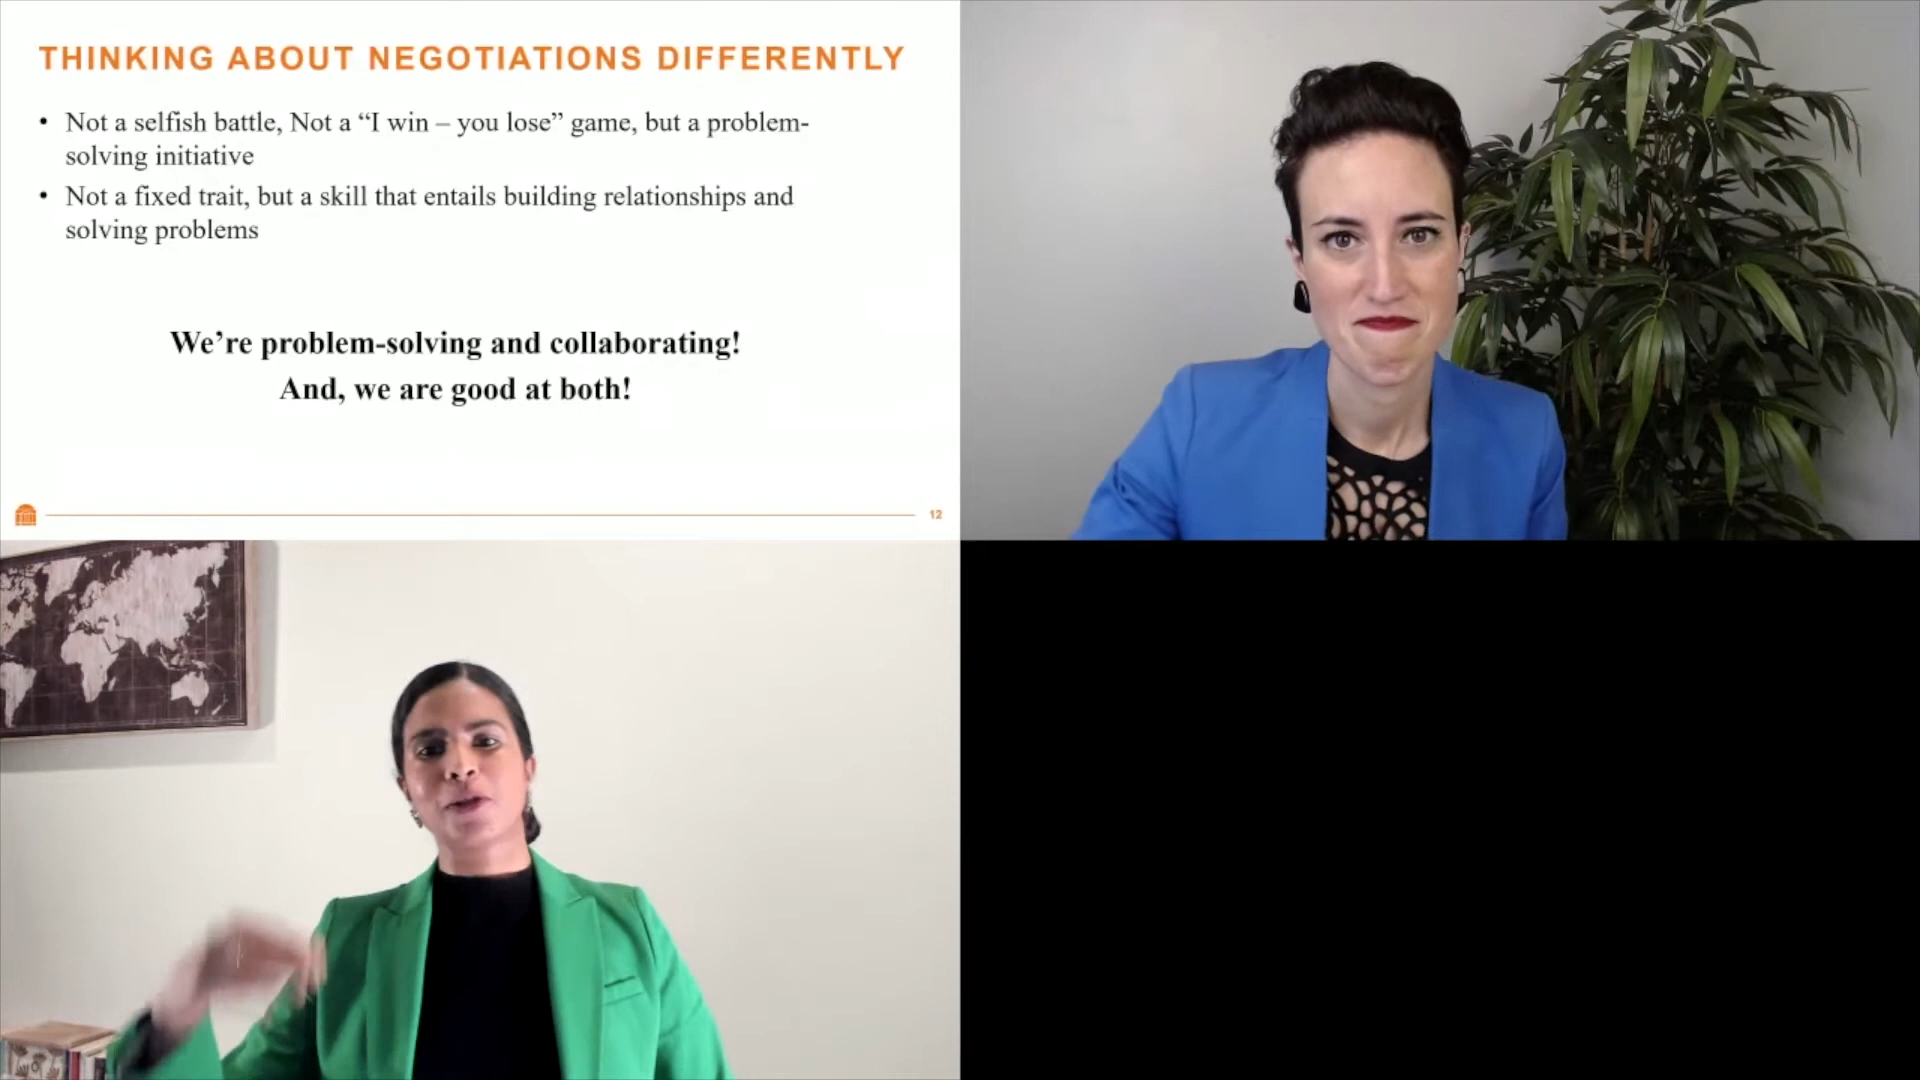 THINKING ABOUT NEGOTIATIONS DIFFERENTLY
• Not a selfish battle, Not a “I win – you lose” game, but a problem-
solving initiative
• Not a fixed trait, but a skill that entails building relationships and
solving problems
We’re problem-solving and collaborating!
And, we are good at both!
12